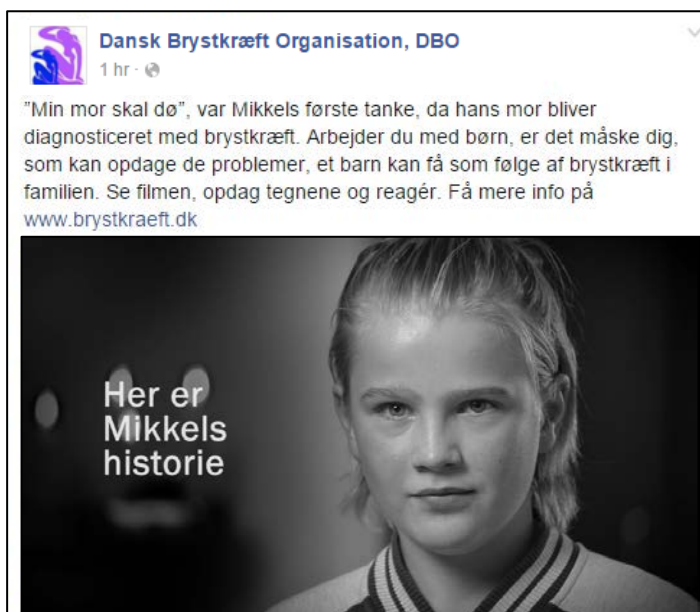 Dansk Brystkræft Organisation, DBO
1 hr ·
"Min mor skal dø", var Mikkels første tanke, da hans mor bliver
diagnosticeret med brystkræft. Arbejder du med børn, er det måske dig,
som kan opdage de problemer, et barn kan få som følge af brystkræft i
familien. Se filmen, opdag tegnene og reagér. Få mere info på
www.brystkraeft.dk
Her er
Mikkels
historie